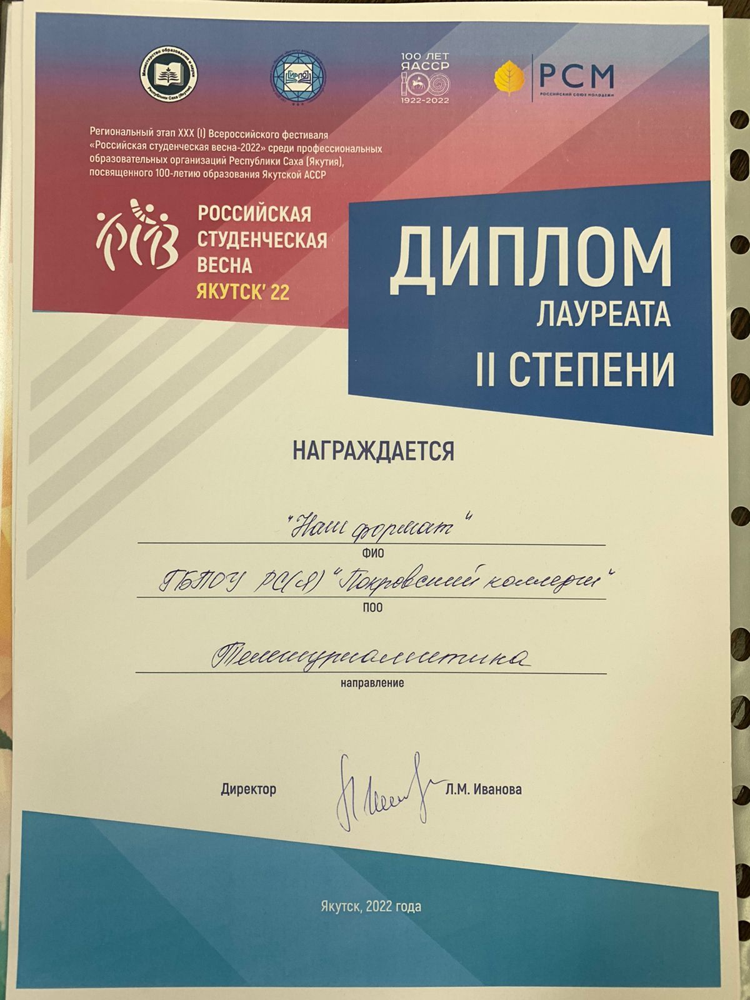 Министерство образования и науки
Республики Саха (Якутия)
ИРПО
100 ЛЕТ
ЯАССР
100
1922-2022
РСМ
РОССИЙСКИЙ СОЮЗ МОЛОДЕЖИ
Региональный этап XXX (I) Всероссийского фестиваля
«Российская студенческая весна-2022» среди профессиональных
образовательных организаций Республики Саха (Якутия),
посвященного 100-летию образования Якутской АССР
РСВ
РОССИЙСКАЯ
СТУДЕНЧЕСКАЯ
ВЕСНА
ЯКУТСК' 22
ДИПЛОМ
ЛАУРЕАТА
II СТЕПЕНИ
НАГРАЖДАЕТСЯ
"Наш формат"
ФИО
ГБПОУ РС(Я) "Покровский колледж"
ПОО
Тележурналистика
направление
Директор Л.М. Иванова
Якутск, 2022 года